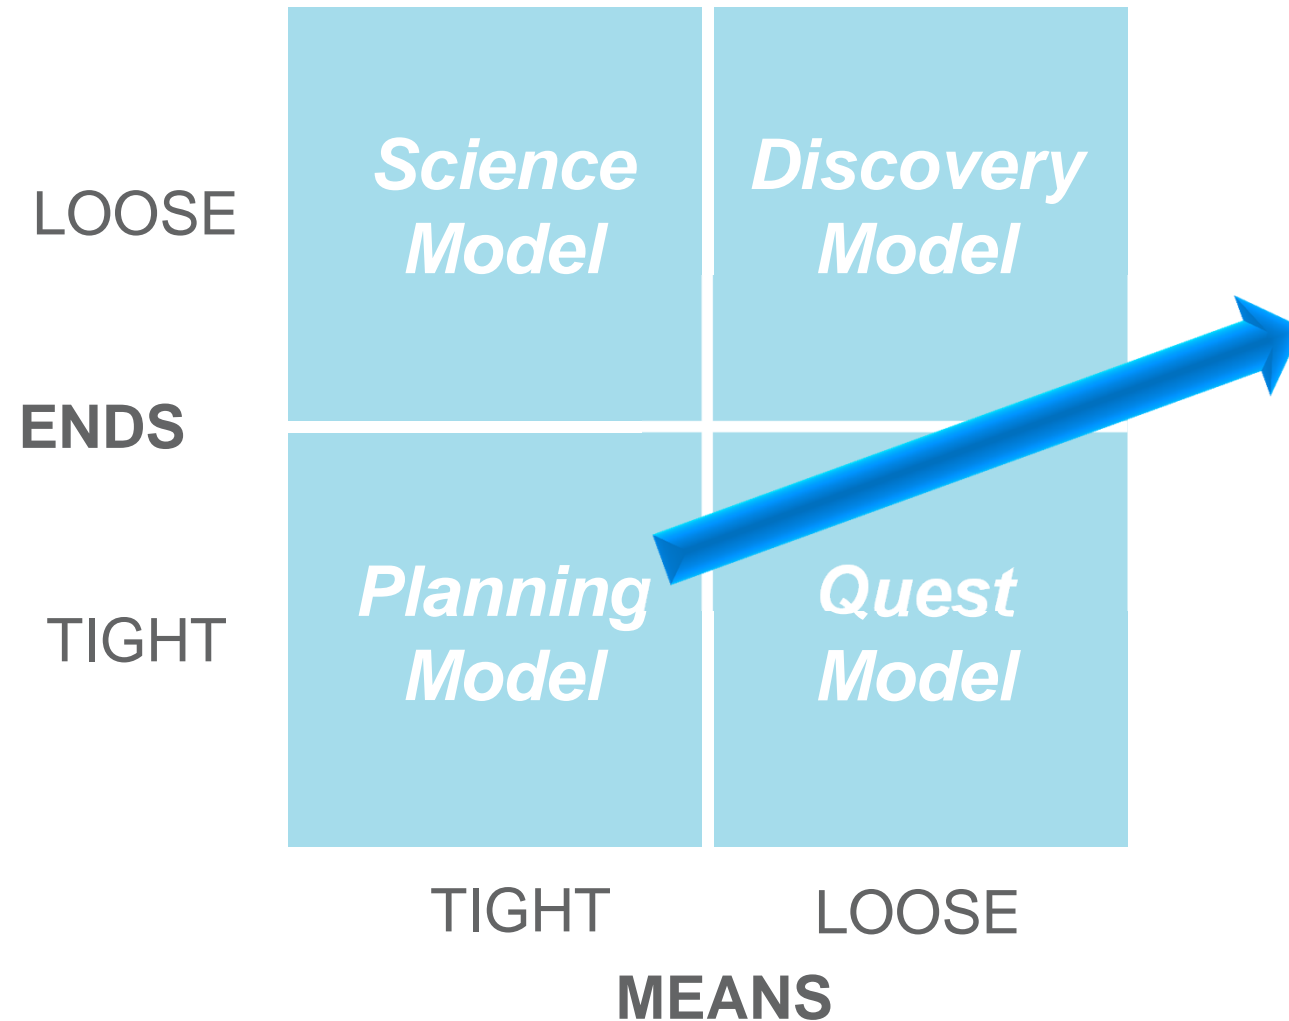 Science
Model
Discovery
Model
LOOSE
ENDS
Planning
Model
Quest
Model
TIGHT
TIGHT
LOOSE
MEANS